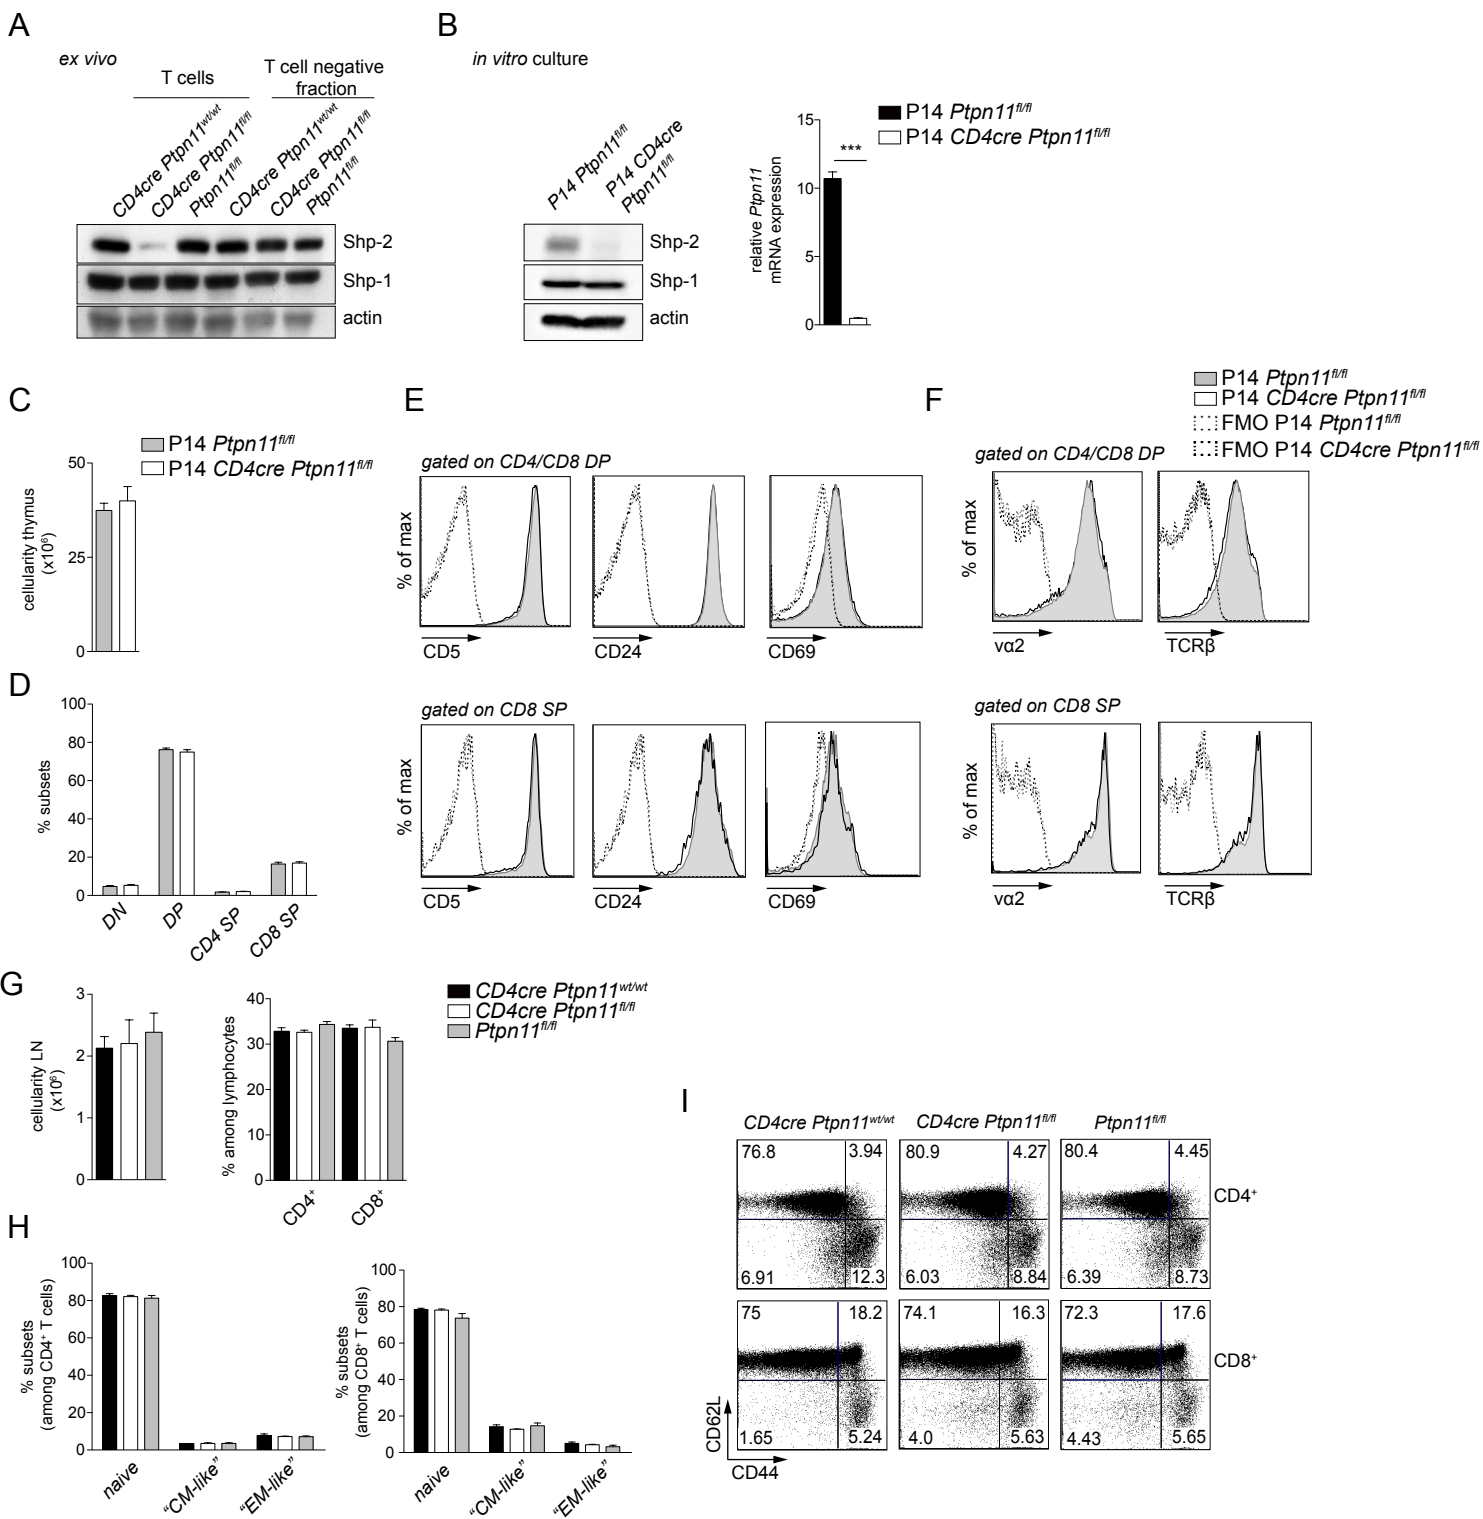 A
ex vivo
T cells
T cell negative
fraction
CD4cre Ptpn11wt/wt
CD4cre Ptpn11fl/fl
Ptpn11fl/fl
CD4cre Ptpn11wt/wt
CD4cre Ptpn11fl/fl
Ptpn11fl/fl
Shp-2
Shp-1
actin
B
in vitro culture
P14 Ptpn11fl/fl
P14 CD4cre
Ptpn11fl/fl
Shp-2
Shp-1
actin
relative Ptpn11
mRNA expression
15
10
5
0
***
P14 Ptpn11fl/fl
P14 CD4cre Ptpn11fl/fl
C
P14 Ptpn11fl/fl
P14 CD4cre Ptpn11fl/fl
cellularity thymus
(x10⁶)
50
25
0
D
% subsets
100
80
60
40
20
0
DN
DP
CD4 SP
CD8 SP
E
gated on CD4/CD8 DP
% of max
CD5
CD24
CD69
gated on CD8 SP
% of max
CD5
CD24
CD69
F
P14 Ptpn11fl/fl
P14 CD4cre Ptpn11fl/fl
FMO P14 Ptpn11fl/fl
FMO P14 CD4cre Ptpn11fl/fl
gated on CD4/CD8 DP
% of max
vα2
TCRβ
gated on CD8 SP
% of max
vα2
TCRβ
G
cellularity LN
(x10⁶)
3
2
1
0
% among lymphocytes
40
30
20
10
0
CD4⁺
CD8⁺
CD4cre Ptpn11wt/wt
CD4cre Ptpn11fl/fl
Ptpn11fl/fl
H
% subsets
(among CD4⁺ T cells)
100
80
60
40
20
0
naive
“CM-like”
“EM-like”
% subsets
(among CD8⁺ T cells)
100
80
60
40
20
0
naive
“CM-like”
“EM-like”
I
CD4cre Ptpn11wt/wt
CD4cre Ptpn11fl/fl
Ptpn11fl/fl
76.8 3.94
80.9 4.27
80.4 4.45
CD4⁺
6.91 12.3
6.03 8.84
6.39 8.73
75 18.2
74.1 16.3
72.3 17.6
CD8⁺
1.65 5.24
4.0 5.63
4.43 5.65
CD62L
CD44